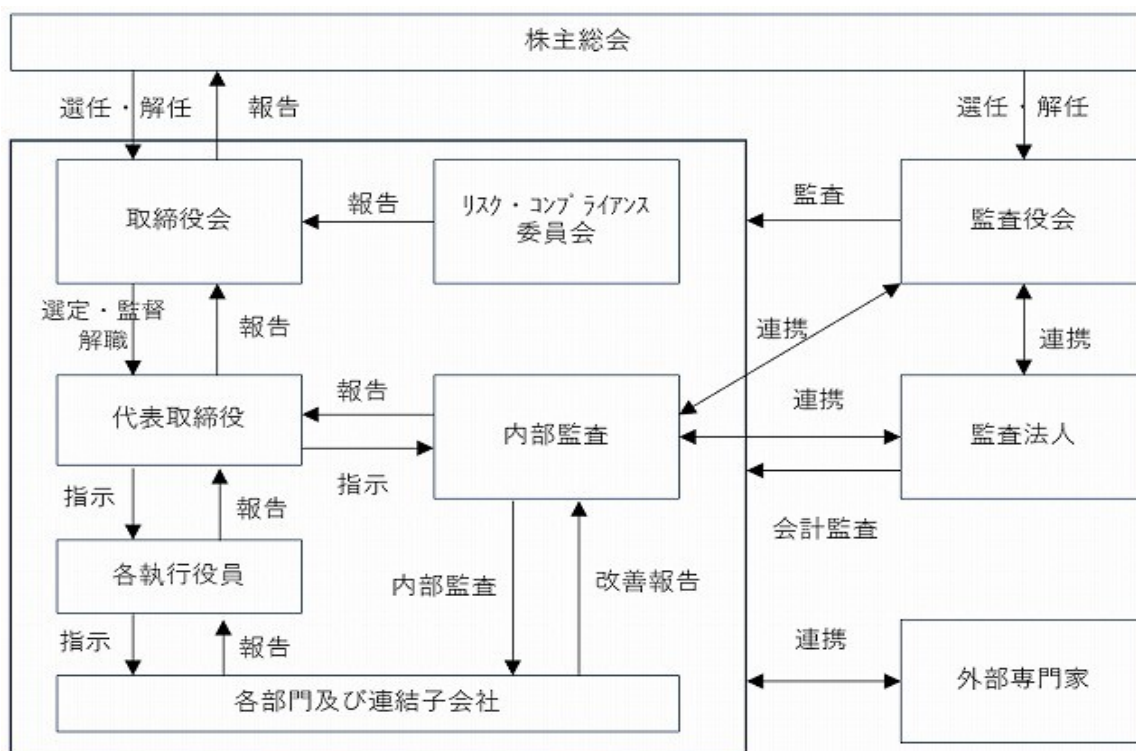 株主総会
選任・解任
報告
選任・解任
取締役会
報告
リスク・コンプライアンス
委員会
監査
監査役会
選定・監督
解職
報告
連携
連携
代表取締役
報告
指示
内部監査
連携
監査法人
会計監査
指示
報告
各執行役員
内部監査
改善報告
指示
報告
連携
外部専門家
各部門及び連結子会社